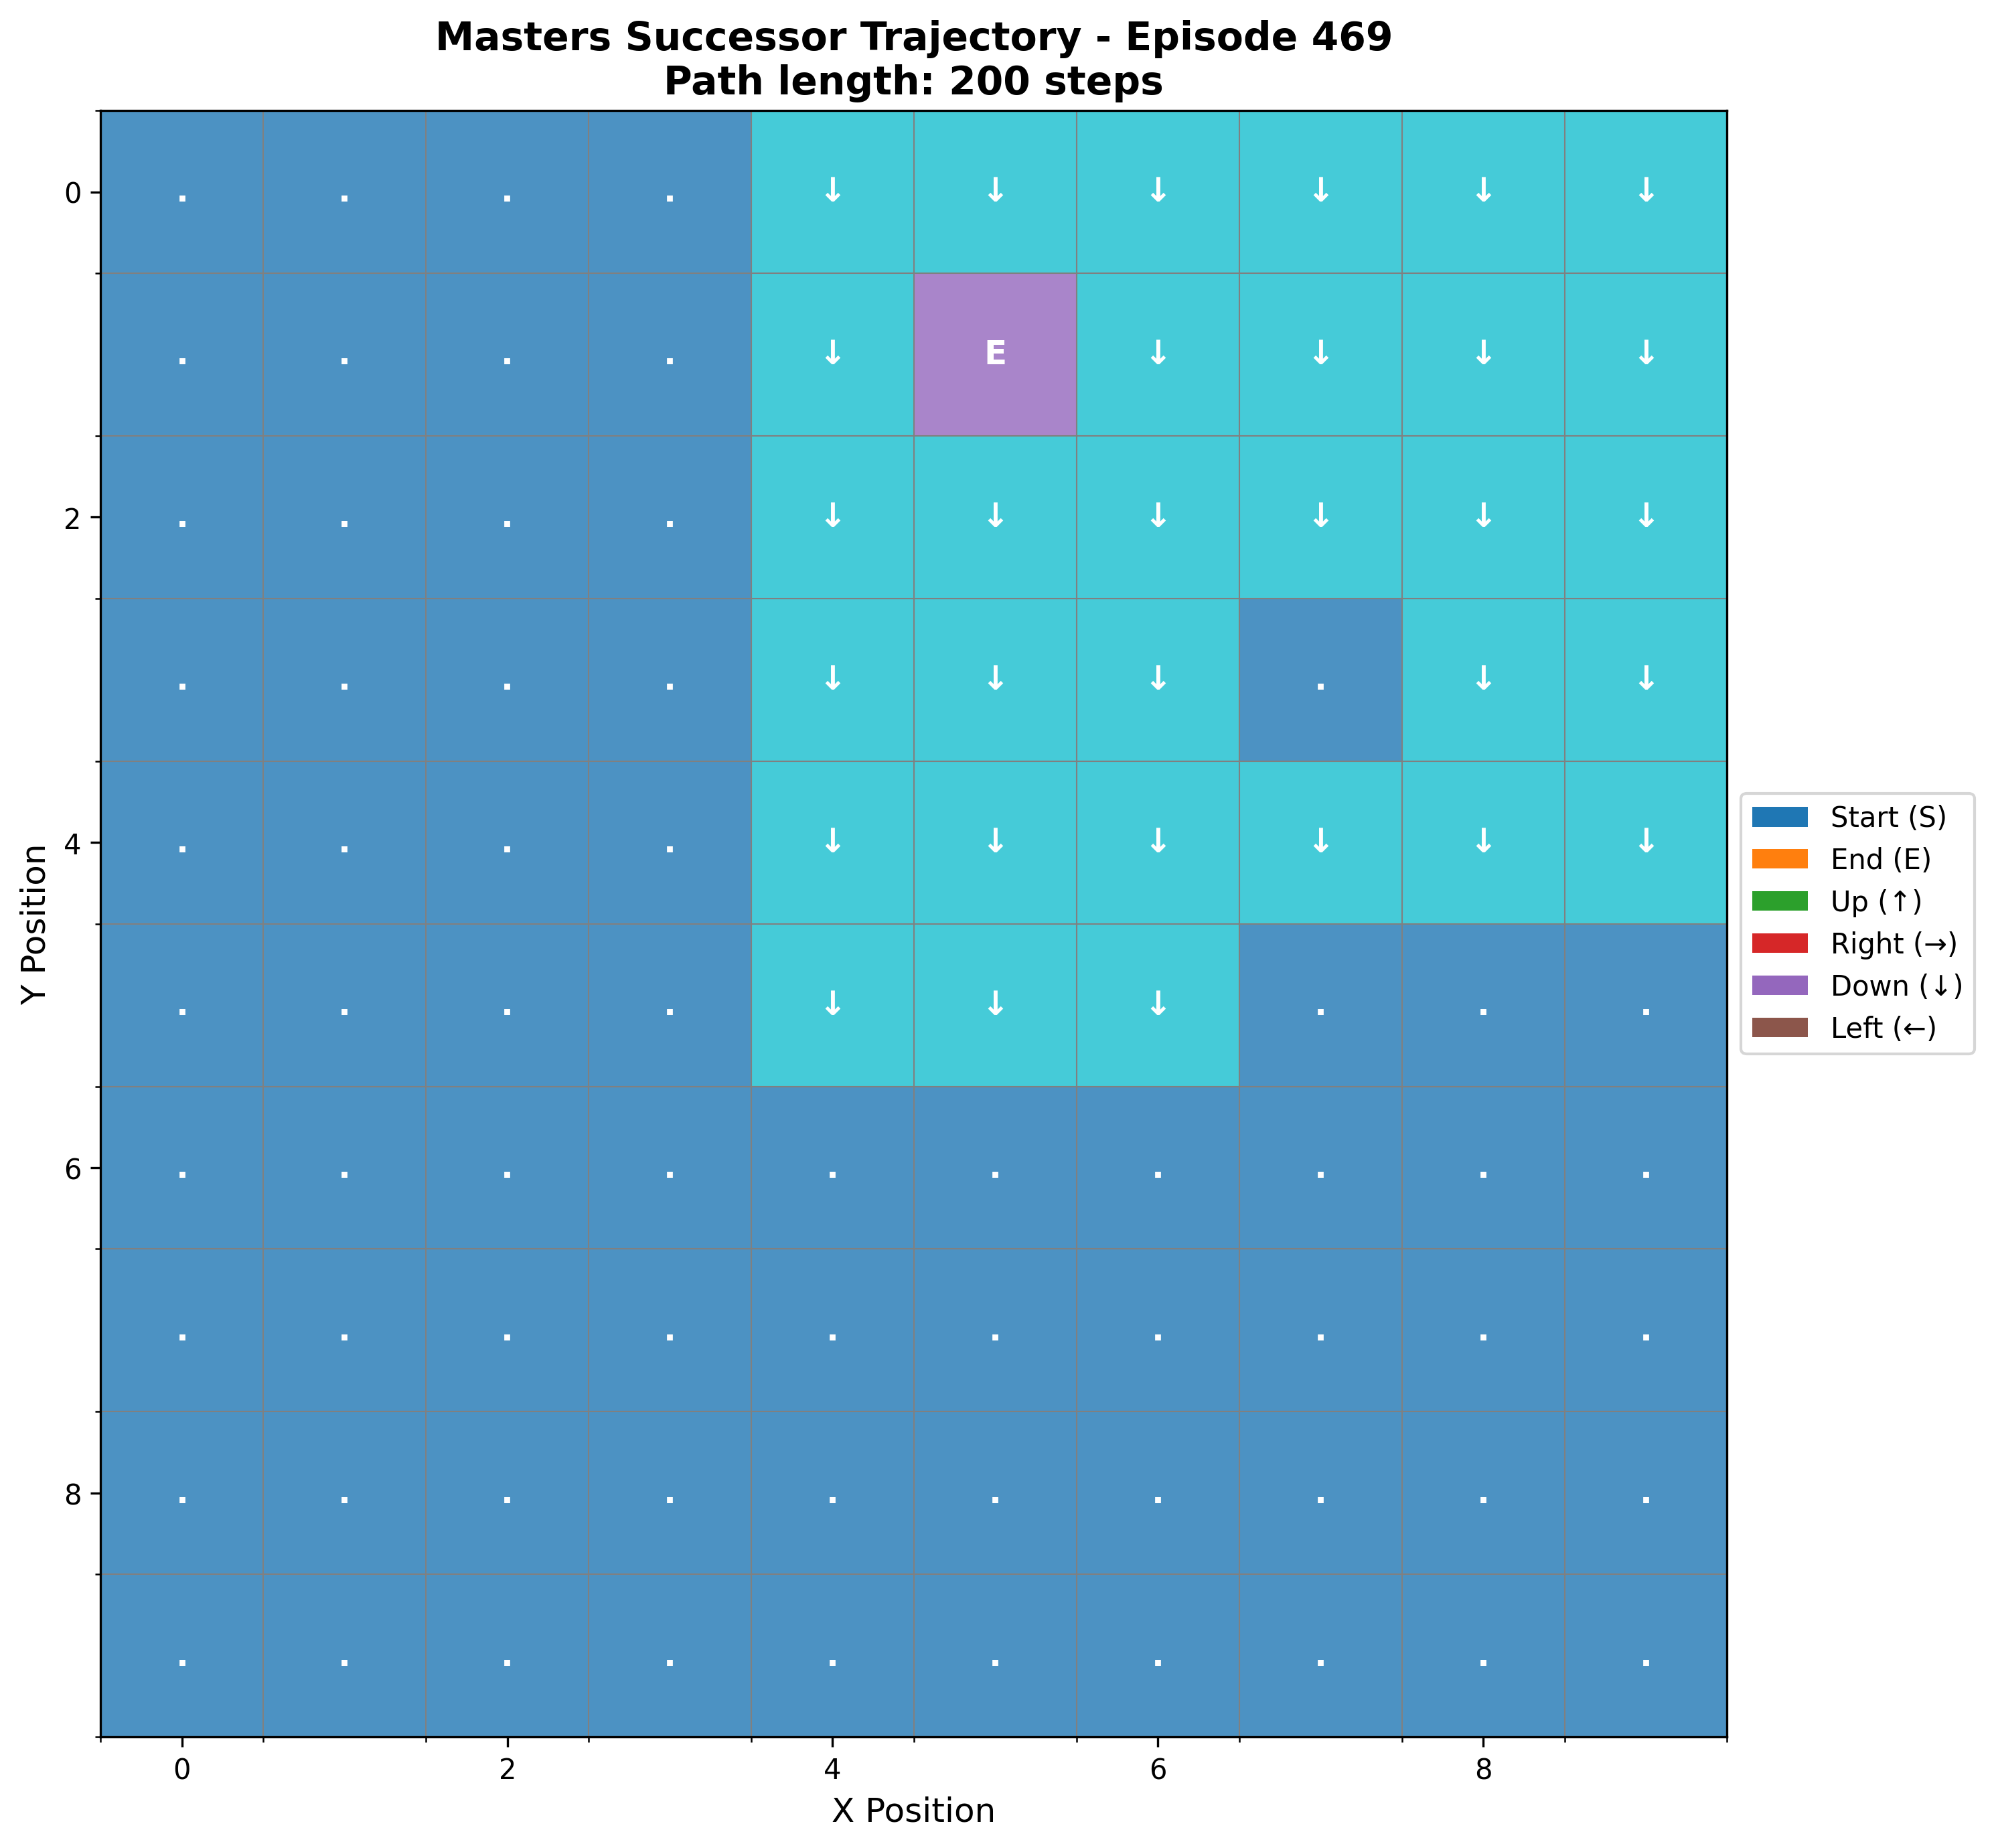 Masters Successor Trajectory - Episode 469
Path length: 200 steps
0 . . . . ↓ ↓ ↓ ↓ ↓ ↓
. . . . ↓ E ↓ ↓ ↓ ↓
2 . . . . ↓ ↓ ↓ ↓ ↓ ↓
. . . . ↓ ↓ ↓ . ↓ ↓
4 . . . . ↓ ↓ ↓ ↓ ↓ ↓
. . . . ↓ ↓ ↓ . . .
6 . . . . . . . . . .
. . . . . . . . . .
8 . . . . . . . . . .
. . . . . . . . . .
0 2 4 6 8
X Position
Y Position
Start (S)
End (E)
Up (↑)
Right (→)
Down (↓)
Left (←)